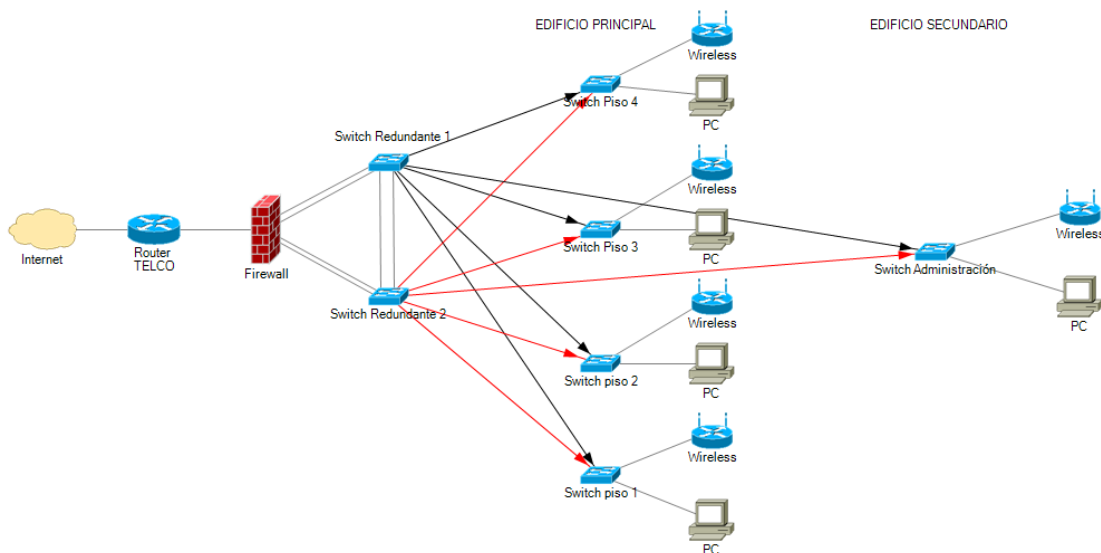 EDIFICIO PRINCIPAL
EDIFICIO SECUNDARIO
Wireless
Switch Piso 4
PC
Switch Redundante 1
Wireless
Switch Piso 3
PC
Internet
Router
TELCO
Firewall
Switch Redundante 2
Wireless
Switch Administración
PC
Wireless
Switch piso 2
PC
Wireless
Switch piso 1
PC